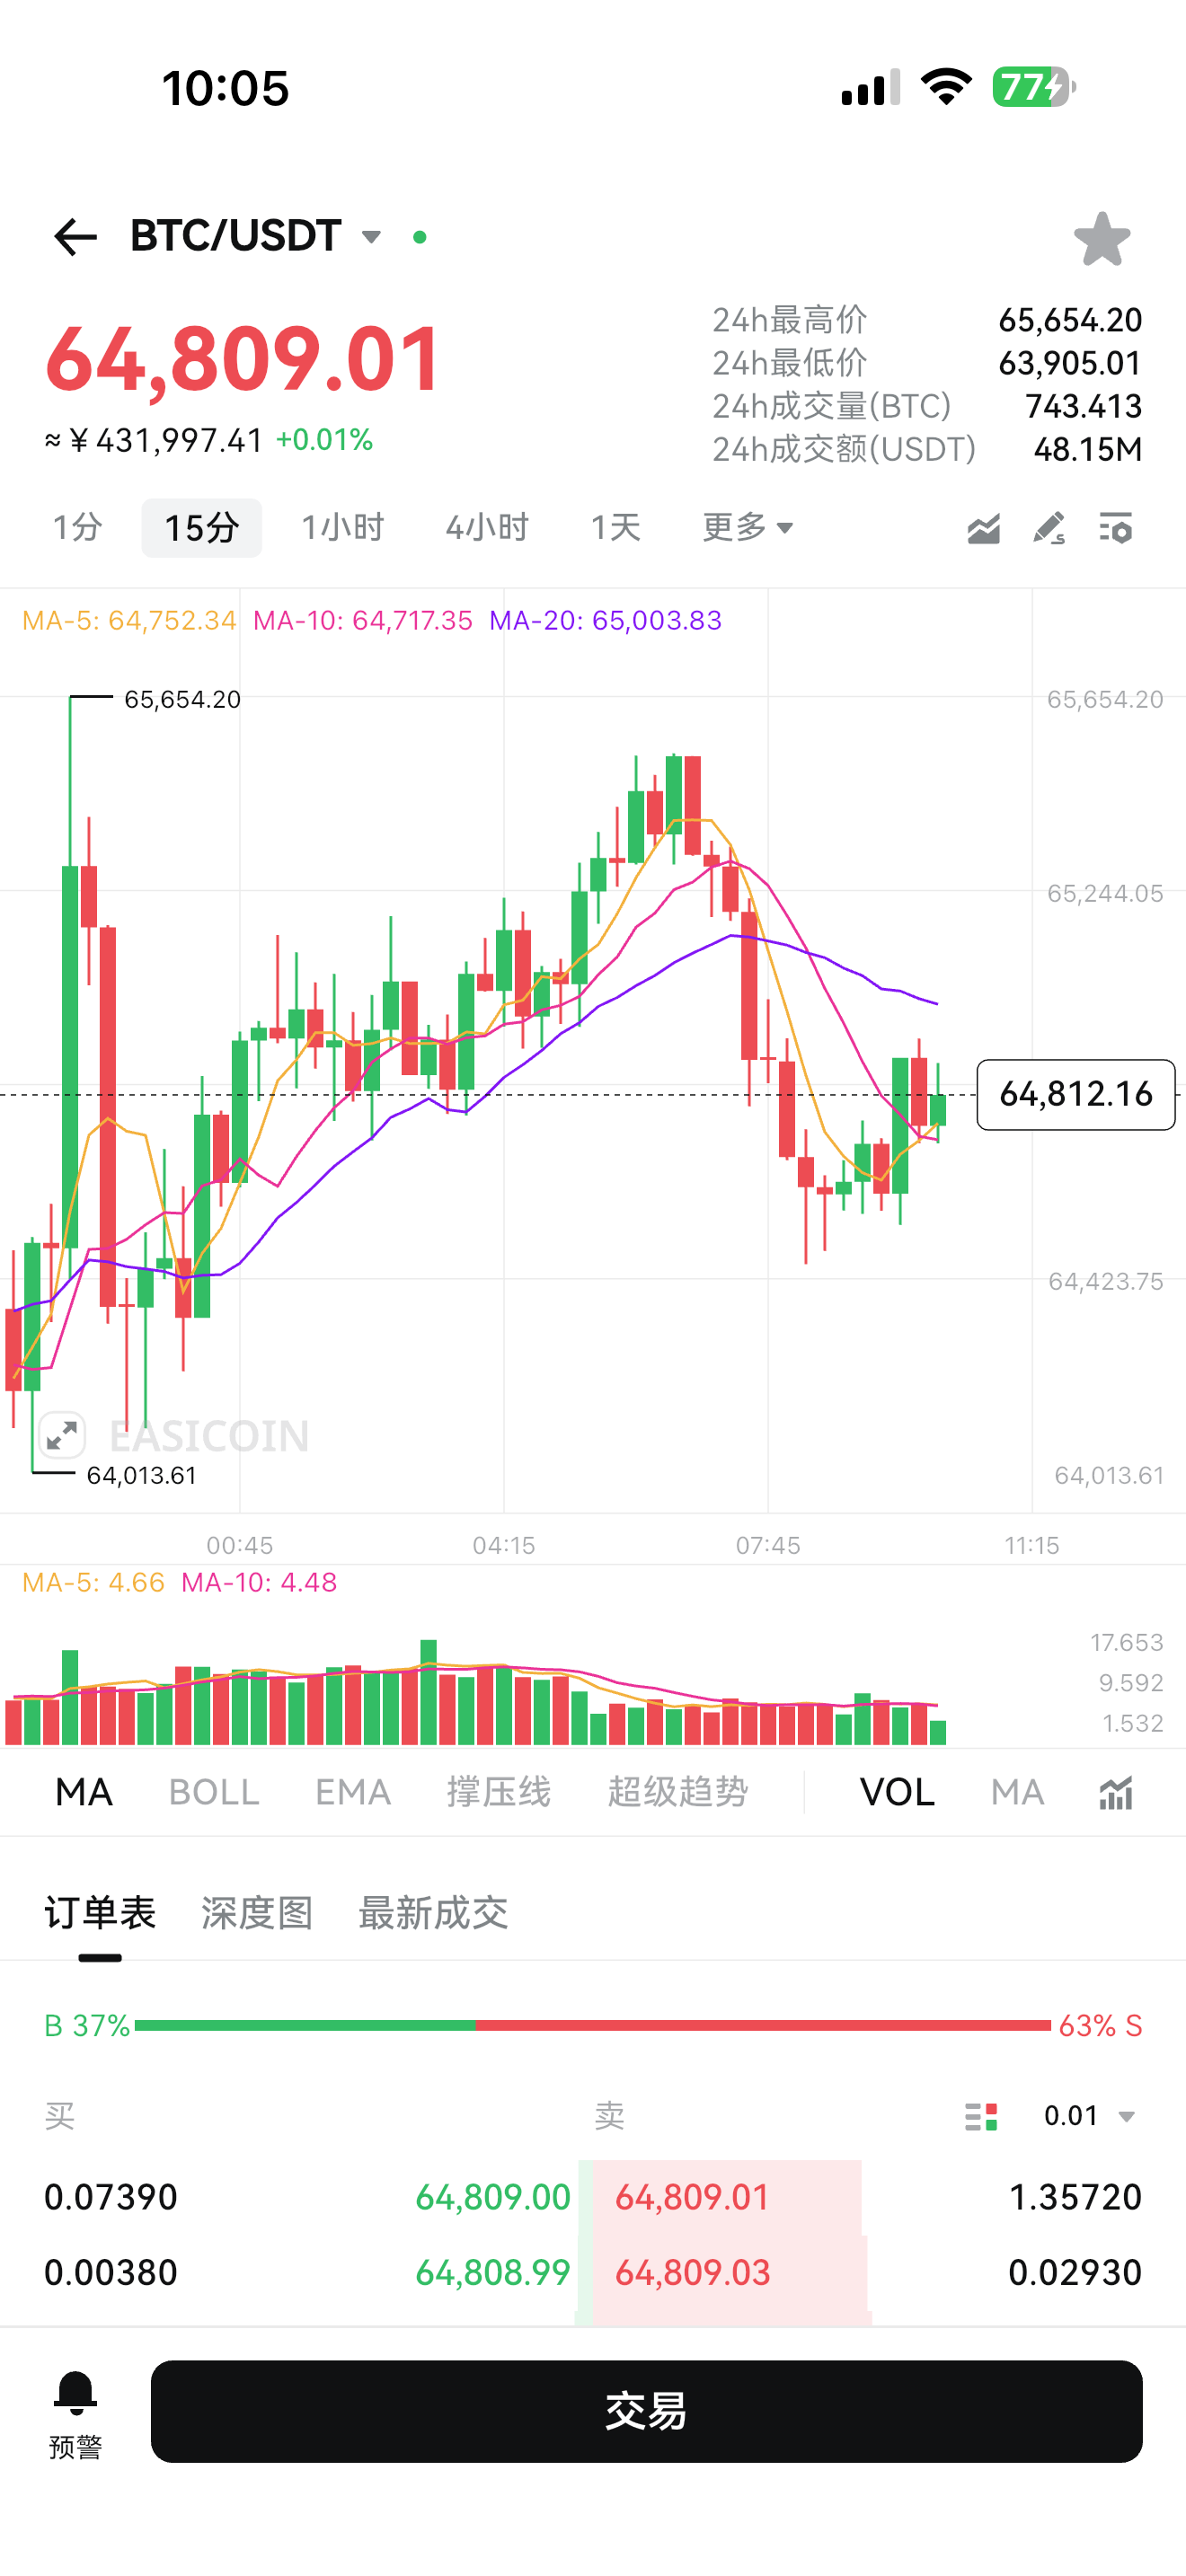 10:05
77
BTC/USDT
64,809.01
≈ ¥ 431,997.41 +0.01%
24h最高价 65,654.20
24h最低价 63,905.01
24h成交量(BTC) 743.413
24h成交额(USDT) 48.15M
1分 15分 1小时 4小时 1天 更多
MA-5: 64,752.34 MA-10: 64,717.35 MA-20: 65,003.83
65,654.20 65,654.20
65,244.05
64,812.16
64,423.75
EASICOIN
64,013.61 64,013.61
00:45 04:15 07:45 11:15
MA-5: 4.66 MA-10: 4.48
17.653
9.592
1.532
MA BOLL EMA 撑压线 超级趋势 VOL MA
订单表 深度图 最新成交
B 37% 63% S
买 卖 0.01
0.07390 64,809.00 64,809.01 1.35720
0.00380 64,808.99 64,809.03 0.02930
预警 交易